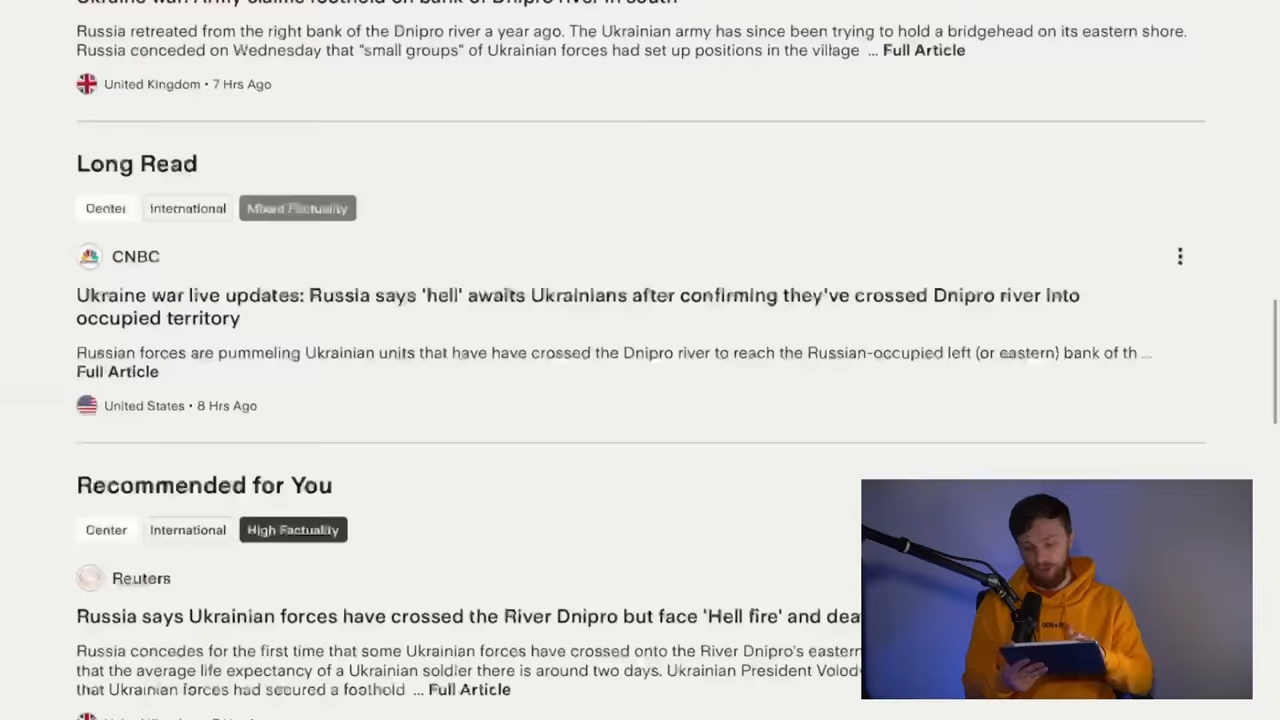 Ukraine war: Army claims foothold on bank of Dnipro river in south
Russia retreated from the right bank of the Dnipro river a year ago. The Ukrainian army has since been trying to hold a bridgehead on its eastern shore.
Russia conceded on Wednesday that "small groups" of Ukrainian forces had set up positions in the village ... Full Article
United Kingdom • 7 Hrs Ago
Long Read
Center International Mixed Factuality
CNBC
Ukraine war live updates: Russia says 'hell' awaits Ukrainians after confirming they've crossed Dnipro river into
occupied territory
Russian forces are pummeling Ukrainian units that have have crossed the Dnipro river to reach the Russian-occupied left (or eastern) bank of th ...
Full Article
United States • 8 Hrs Ago
Recommended for You
Center International High Factuality
Reuters
Russia says Ukrainian forces have crossed the River Dnipro but face 'Hell fire' and dea
Russia concedes for the first time that some Ukrainian forces have crossed onto the River Dnipro's eastern
that the average life expectancy of a Ukrainian soldier there is around two days. Ukrainian President Volod
that Ukrainian forces had secured a foothold ... Full Article